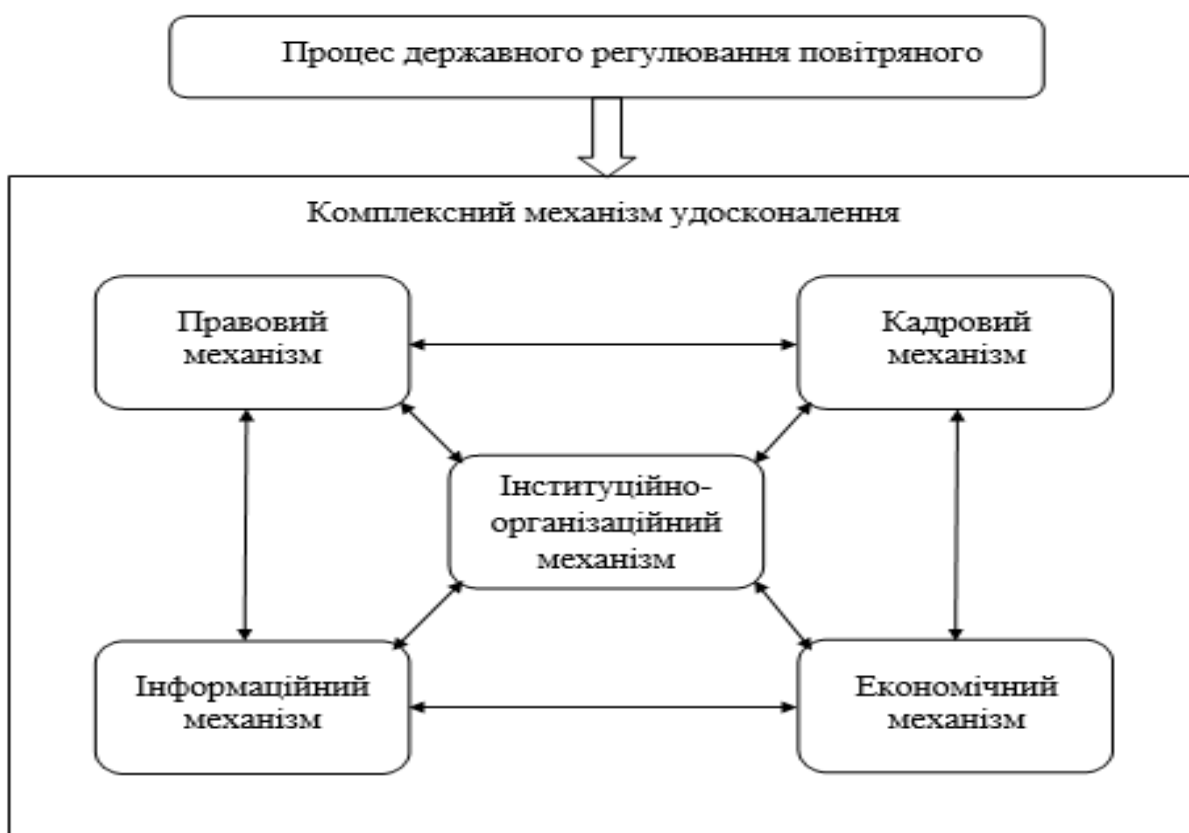 Процес державного регулювання повітряного
Комплексний механізм удосконалення
Правовий
механізм
Кадровий
механізм
Інституційно-
організаційний
механізм
Інформаційний
механізм
Економічний
механізм